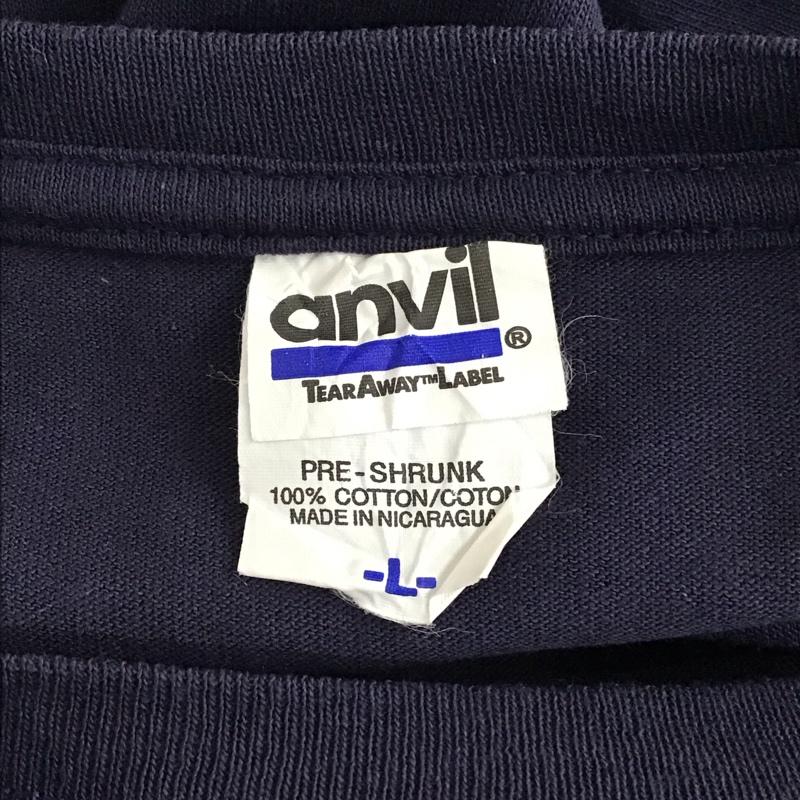 anvil®
TEARAWAY™LABEL
PRE-SHRUNK
100% COTTON/COTON
MADE IN NICARAGUA
-L-